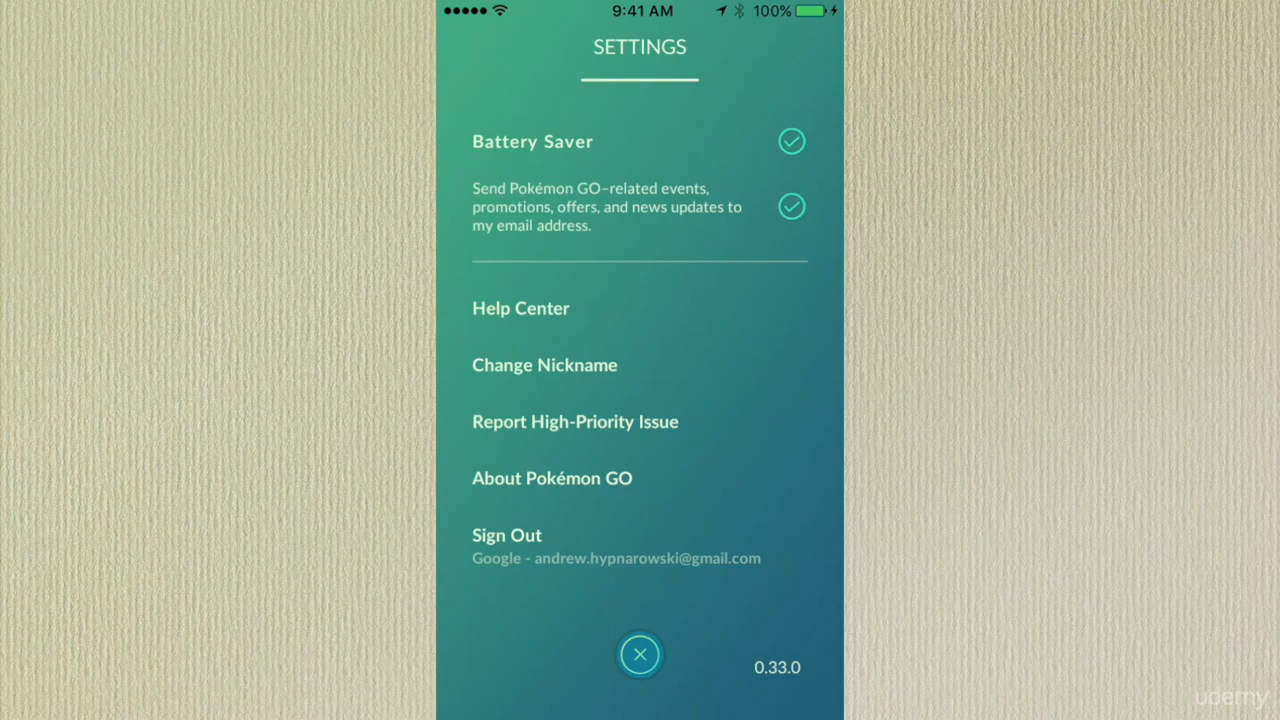 9:41 AM
100%
SETTINGS
Battery Saver
Send Pokémon GO-related events,
promotions, offers, and news updates to
my email address.
Help Center
Change Nickname
Report High-Priority Issue
About Pokémon GO
Sign Out
Google - andrew.hypnarowski@gmail.com
0.33.0
udemy